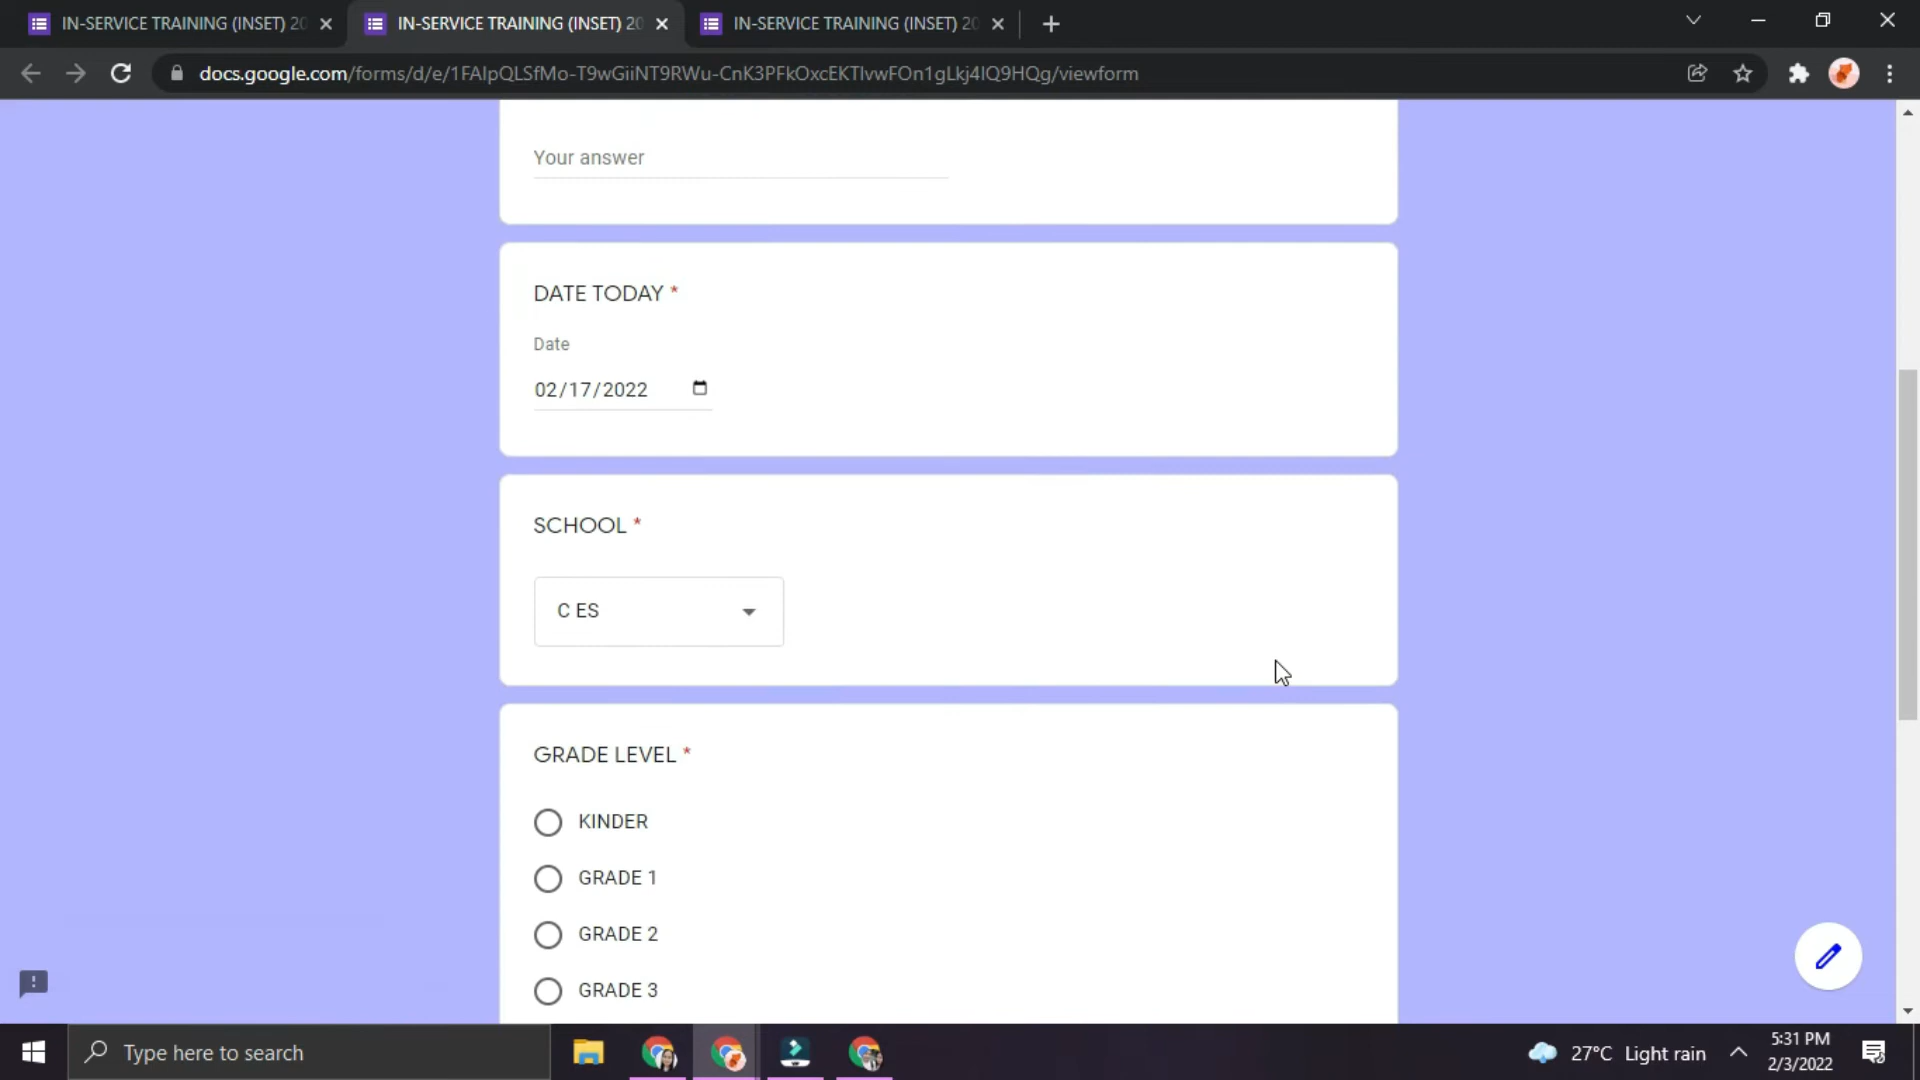 IN-SERVICE TRAINING (INSET) 20
IN-SERVICE TRAINING (INSET) 20
IN-SERVICE TRAINING (INSET) 20
docs.google.com/forms/d/e/1FAIpQLSfMo-T9wGiiNT9RWu-CnK3PFkOxcEKTIvwFOn1gLkj4IQ9HQg/viewform
Your answer
DATE TODAY *
Date
02/17/2022
SCHOOL *
C ES
GRADE LEVEL *
KINDER
GRADE 1
GRADE 2
GRADE 3
Type here to search
27°C Light rain
5:31 PM
2/3/2022